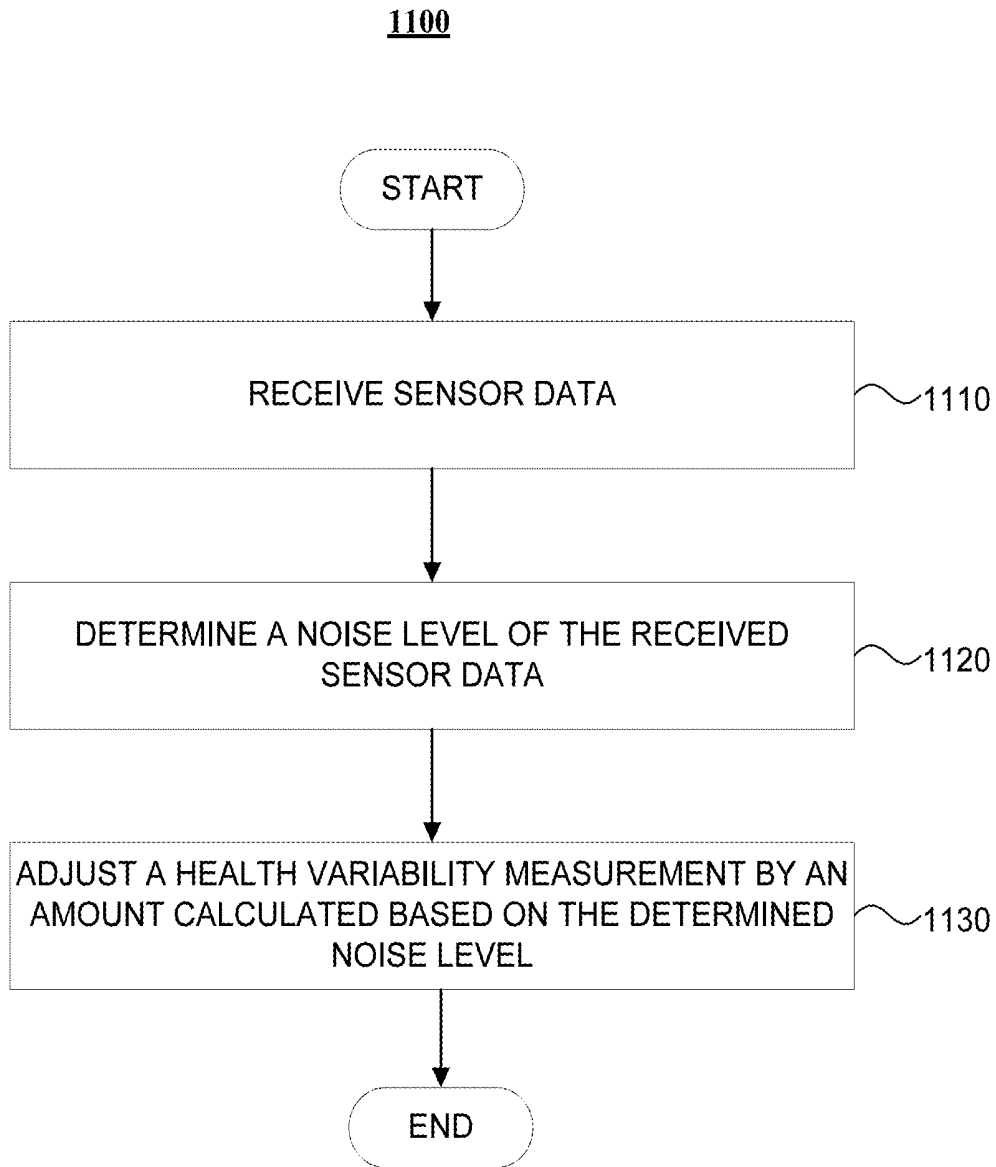 1100
START
RECEIVE SENSOR DATA
1110
DETERMINE A NOISE LEVEL OF THE RECEIVED
SENSOR DATA
1120
ADJUST A HEALTH VARIABILITY MEASUREMENT BY AN
AMOUNT CALCULATED BASED ON THE DETERMINED
NOISE LEVEL
1130
END